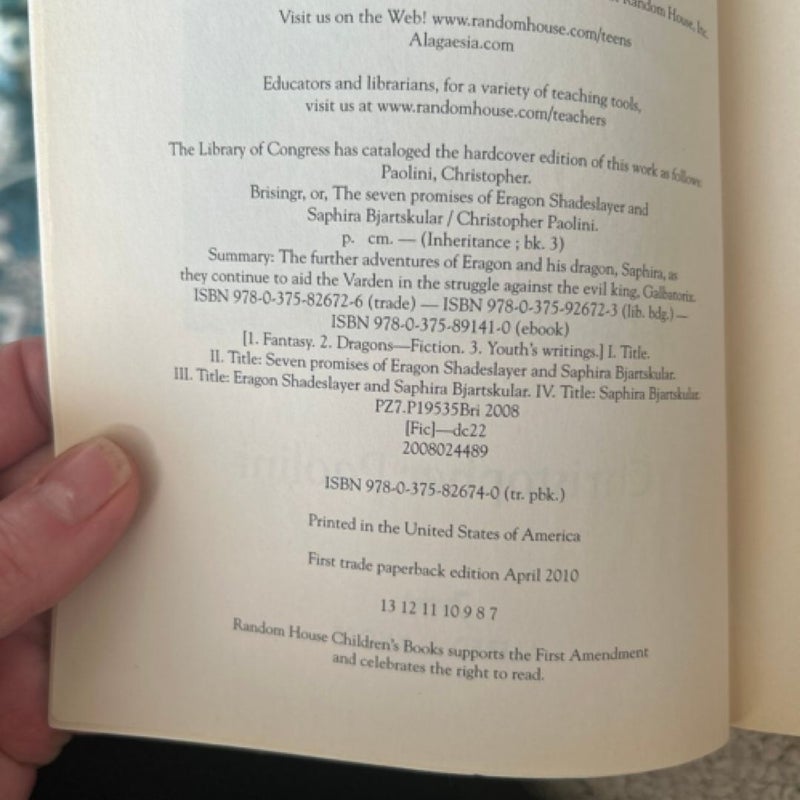 Random House, Inc.
Visit us on the Web! www.randomhouse.com/teens
Alagaesia.com
Educators and librarians, for a variety of teaching tools,
visit us at www.randomhouse.com/teachers
The Library of Congress has cataloged the hardcover edition of this work as follows:
Paolini, Christopher.
Brisingr, or, The seven promises of Eragon Shadeslayer and
Saphira Bjartskular / Christopher Paolini.
p. cm. — (Inheritance ; bk. 3)
Summary: The further adventures of Eragon and his dragon, Saphira, as
they continue to aid the Varden in the struggle against the evil king, Galbatorix.
ISBN 978-0-375-82672-6 (trade) — ISBN 978-0-375-92672-3 (lib. bdg.) —
ISBN 978-0-375-89141-0 (ebook)
[1. Fantasy. 2. Dragons—Fiction. 3. Youth's writings.] I. Title.
II. Title: Seven promises of Eragon Shadeslayer and Saphira Bjartskular.
III. Title: Eragon Shadeslayer and Saphira Bjartskular. IV. Title: Saphira Bjartskular.
PZ7.P19535Bri 2008
[Fic]—dc22
2008024489
ISBN 978-0-375-82674-0 (tr. pbk.)
Printed in the United States of America
First trade paperback edition April 2010
13 12 11 10 9 8 7
Random House Children's Books supports the First Amendment
and celebrates the right to read.